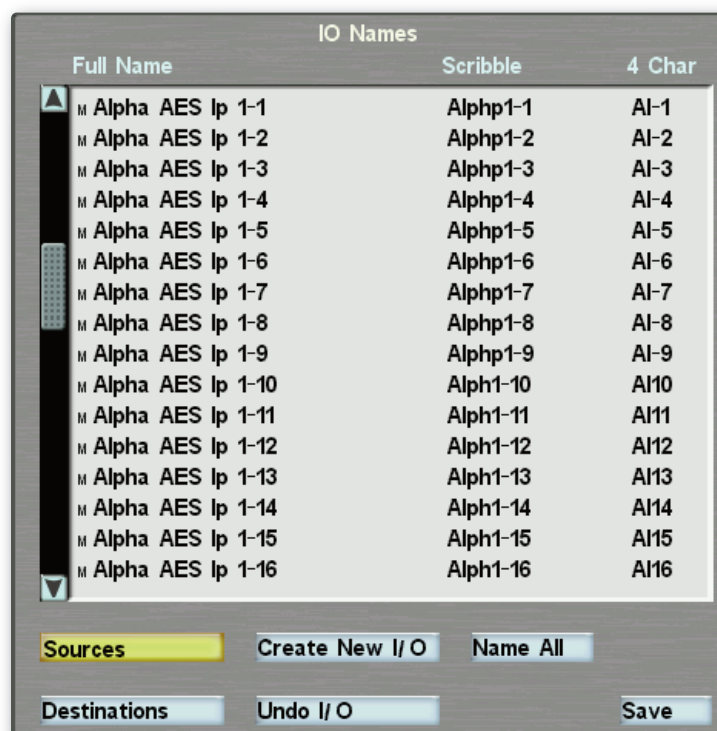 IO Names
Full Name Scribble 4 Char
M Alpha AES Ip 1-1 Alphp1-1 Al-1
M Alpha AES Ip 1-2 Alphp1-2 Al-2
M Alpha AES Ip 1-3 Alphp1-3 Al-3
M Alpha AES Ip 1-4 Alphp1-4 Al-4
M Alpha AES Ip 1-5 Alphp1-5 Al-5
M Alpha AES Ip 1-6 Alphp1-6 Al-6
M Alpha AES Ip 1-7 Alphp1-7 Al-7
M Alpha AES Ip 1-8 Alphp1-8 Al-8
M Alpha AES Ip 1-9 Alphp1-9 Al-9
M Alpha AES Ip 1-10 Alph1-10 Al10
M Alpha AES Ip 1-11 Alph1-11 Al11
M Alpha AES Ip 1-12 Alph1-12 Al12
M Alpha AES Ip 1-13 Alph1-13 Al13
M Alpha AES Ip 1-14 Alph1-14 Al14
M Alpha AES Ip 1-15 Alph1-15 Al15
M Alpha AES Ip 1-16 Alph1-16 Al16
Sources Create New I/O Name All
Destinations Undo I/O Save